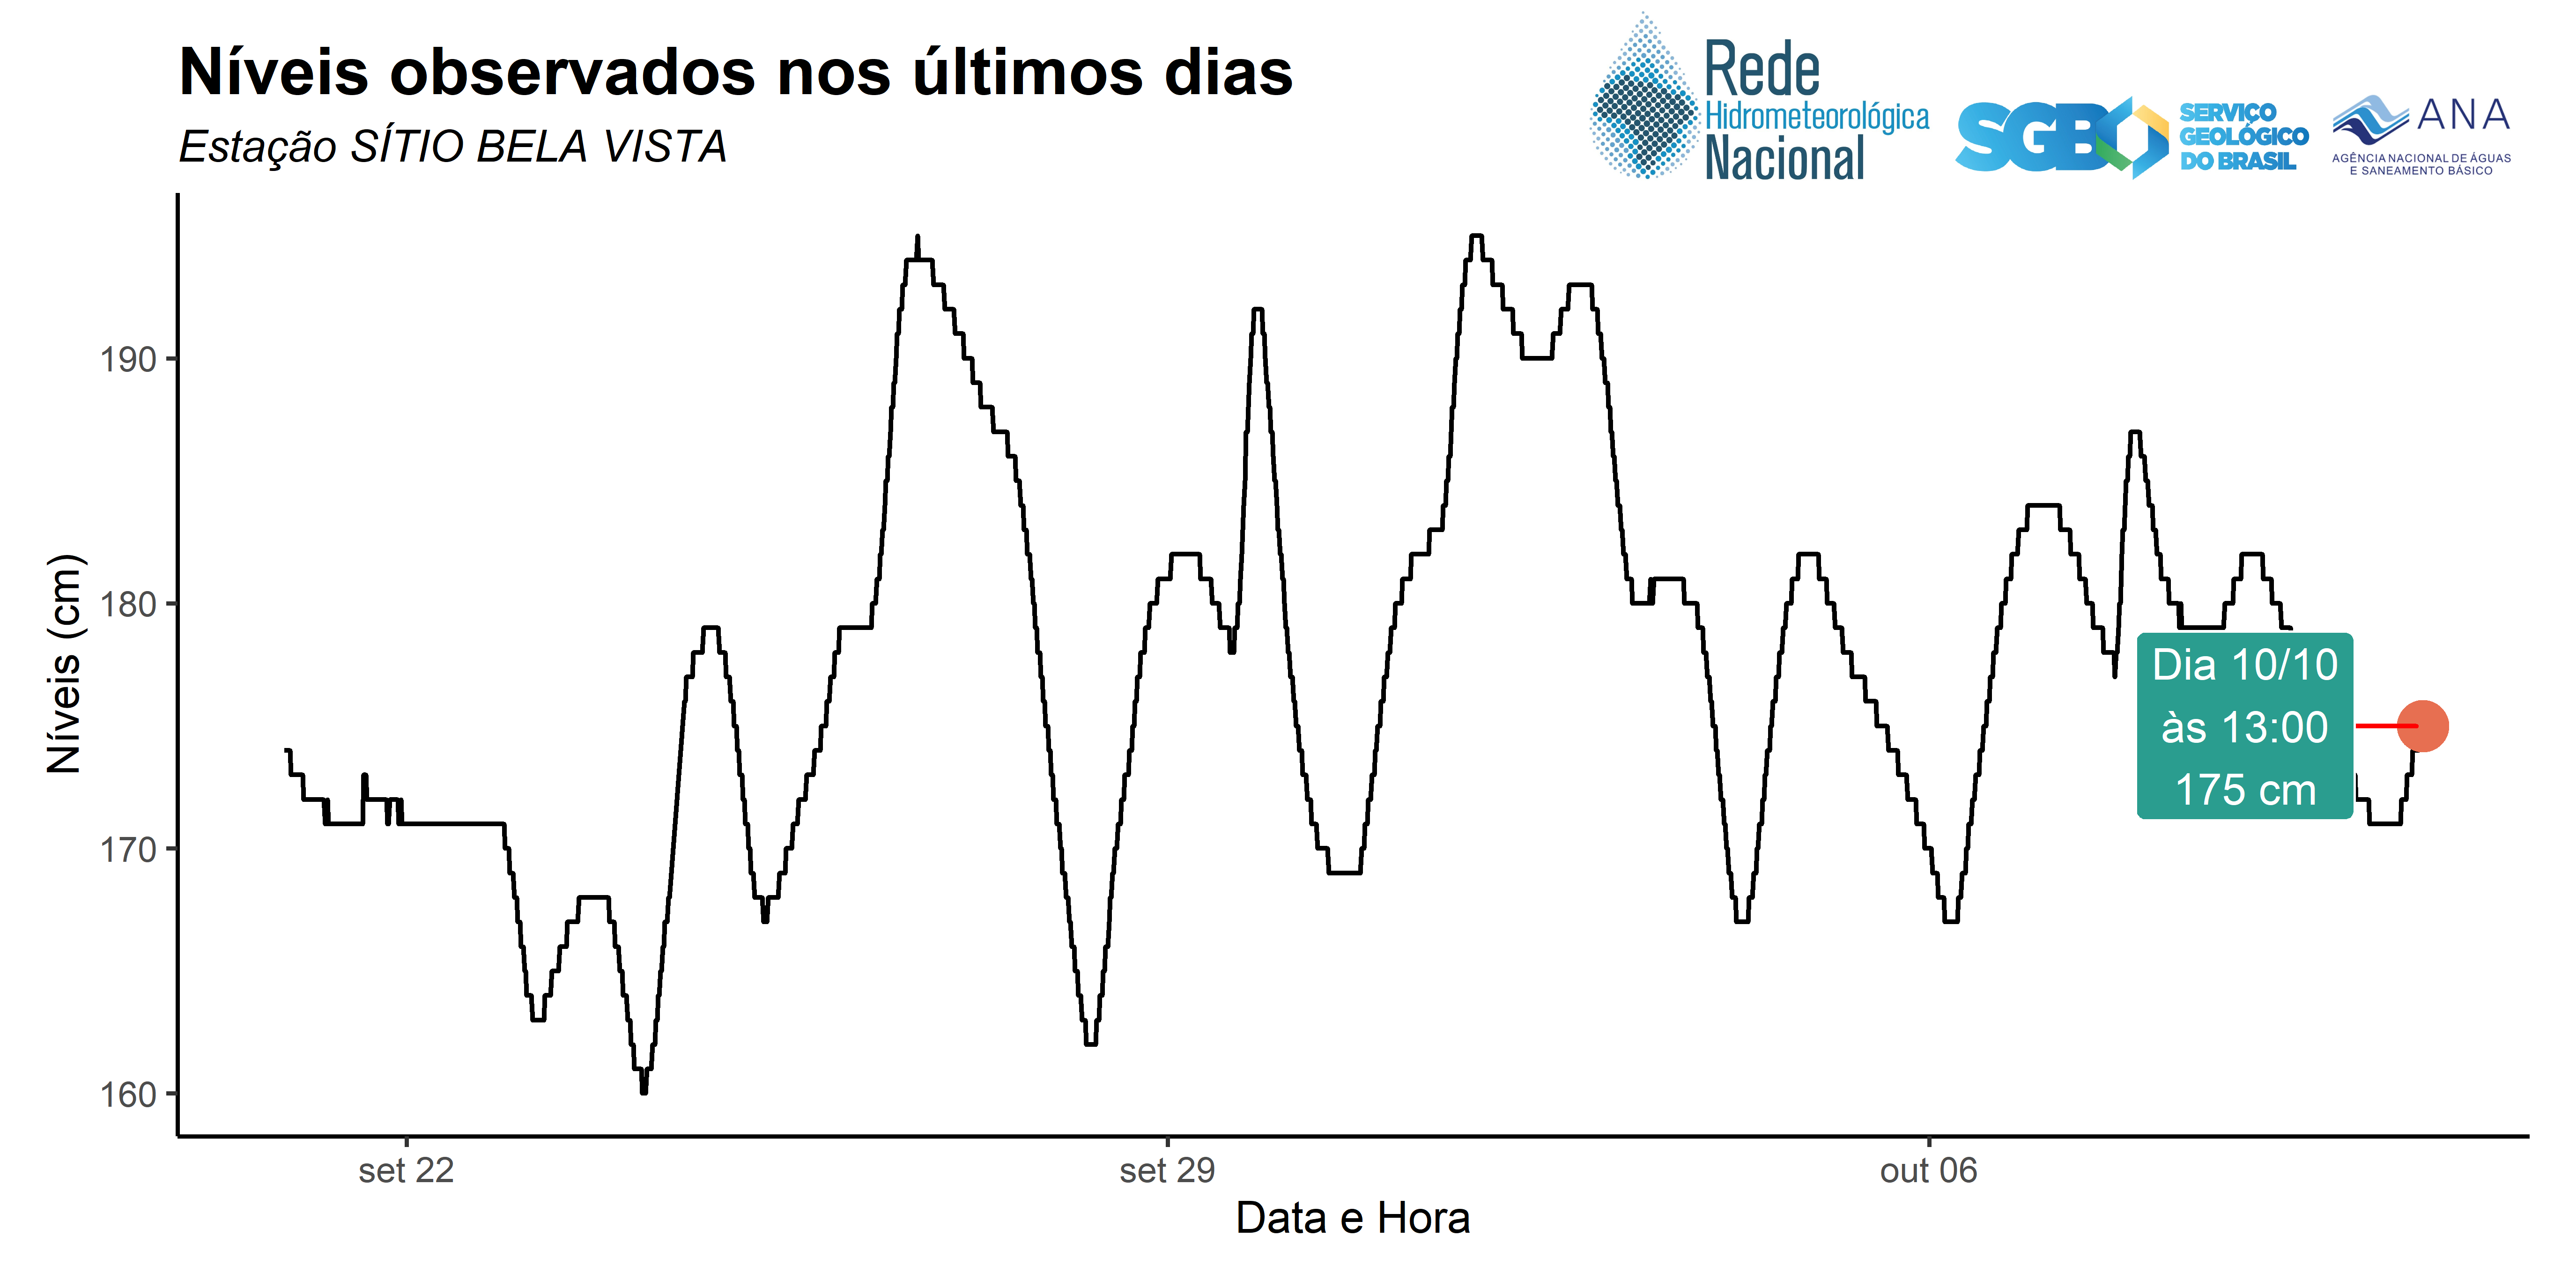 Níveis observados nos últimos dias
Estação SÍTIO BELA VISTA
Rede
Hidrometeorológica
Nacional
SGB
SERVIÇO
GEOLÓGICO
DO BRASIL
ANA
AGÊNCIA NACIONAL DE ÁGUAS
E SANEAMENTO BÁSICO
Níveis (cm)
190
180
170
160
Dia 10/10
às 13:00
175 cm
set 22
set 29
out 06
Data e Hora